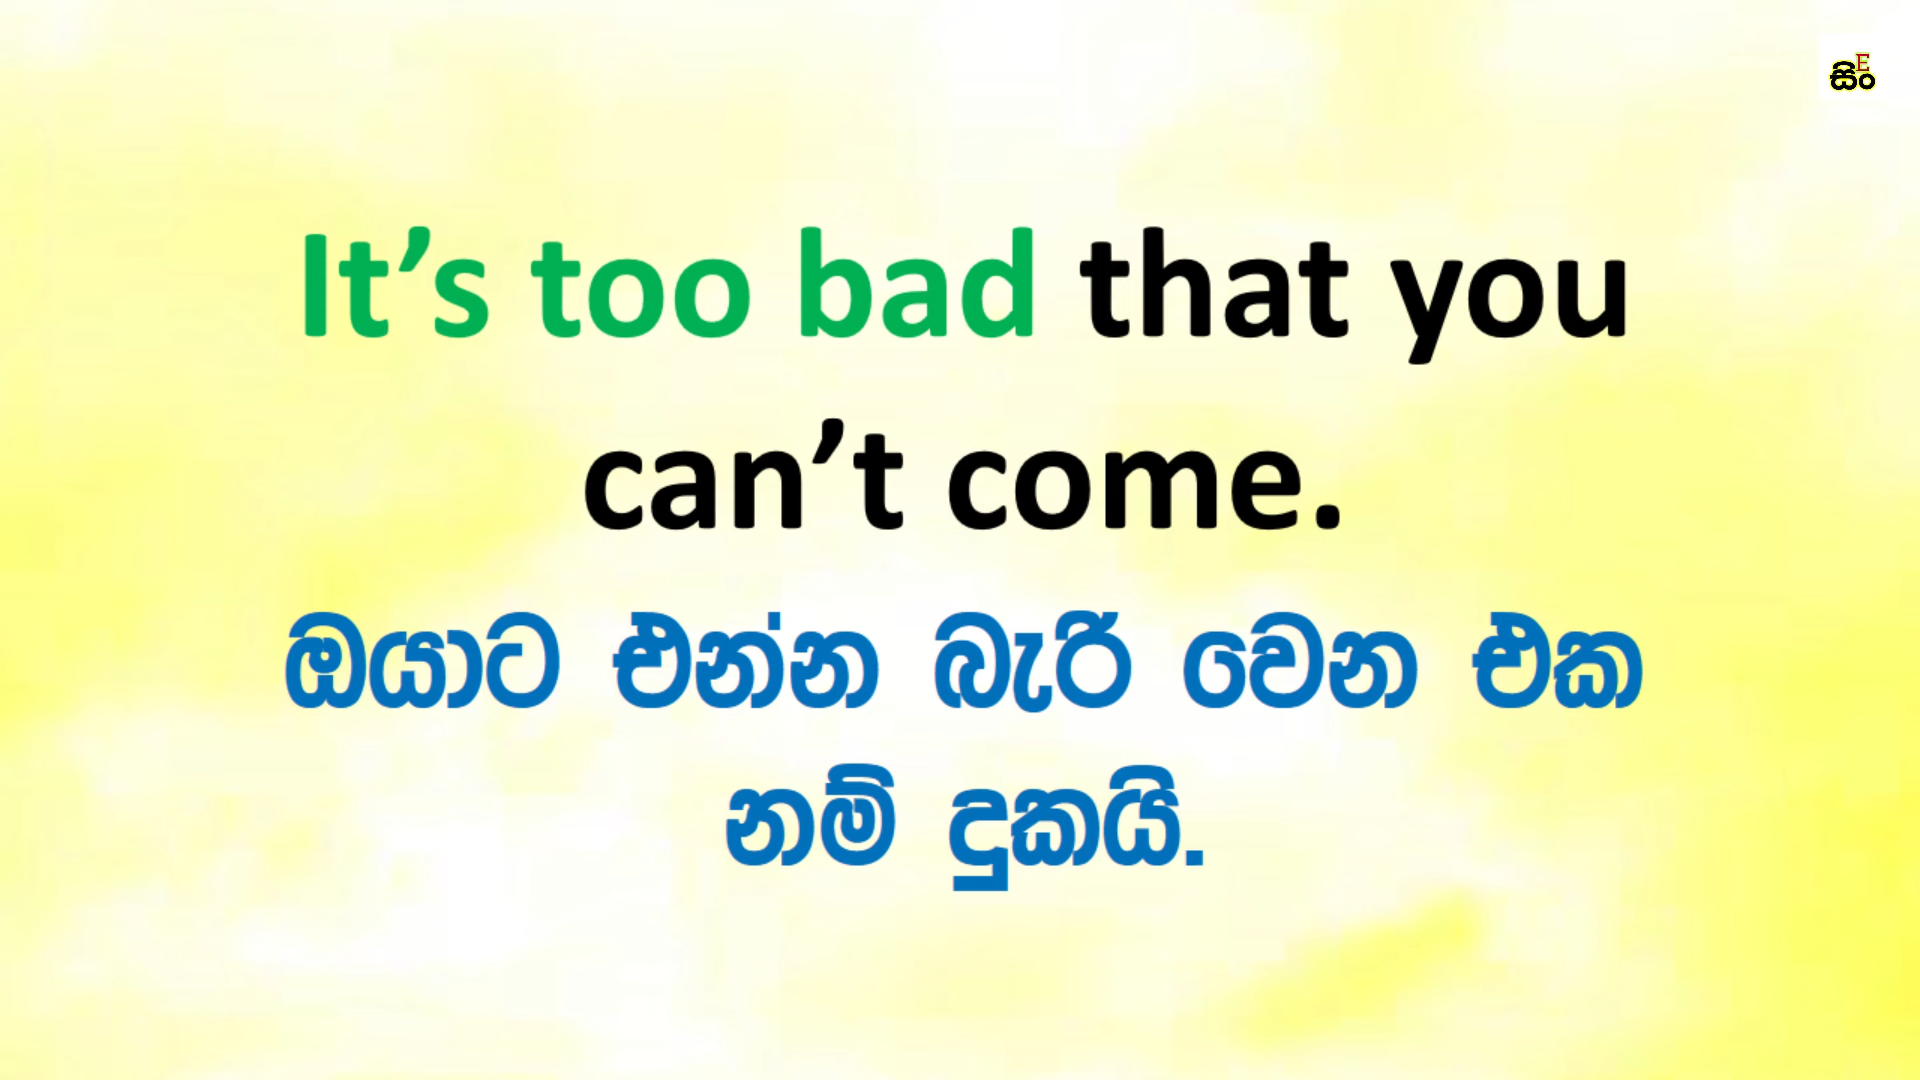 සිංE
It’s too bad that you
can’t come.
ඔයාට එන්න බැරි වෙන එක
නම් දුකයි.